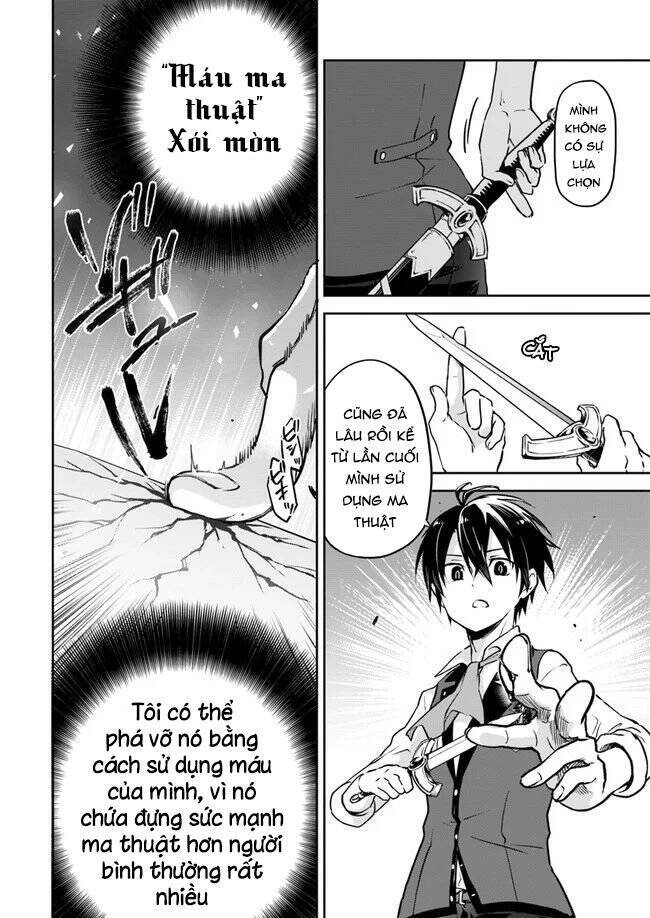 MÌNH
KHÔNG
CÓ SỰ
LỰA
CHỌN
CẮT
CŨNG ĐÃ
LÂU RỒI KỂ
TỪ LẦN CUỐI
MÌNH SỬ
DỤNG MA
THUẬT
"Máu ma
thuật"
Xói mòn
Tôi có thể
phá vỡ nó bằng
cách sử dụng máu
của mình, vì nó
chứa đựng sức mạnh
ma thuật hơn người
bình thường rất
nhiều